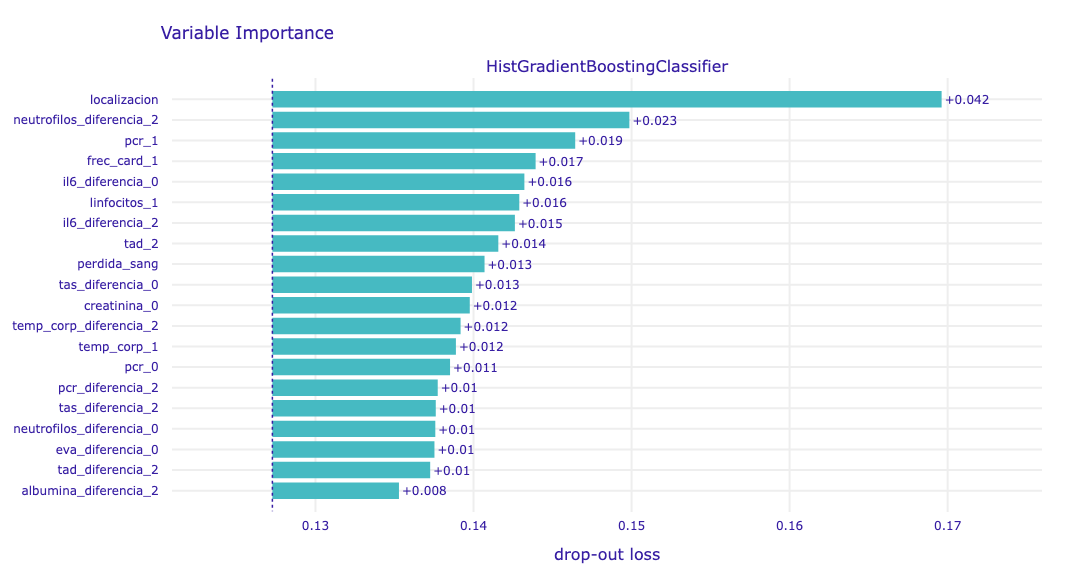 Variable Importance
HistGradientBoostingClassifier
localizacion +0.042
neutrofilos_diferencia_2 +0.023
pcr_1 +0.019
frec_card_1 +0.017
il6_diferencia_0 +0.016
linfocitos_1 +0.016
il6_diferencia_2 +0.015
tad_2 +0.014
perdida_sang +0.013
tas_diferencia_0 +0.013
creatinina_0 +0.012
temp_corp_diferencia_2 +0.012
temp_corp_1 +0.012
pcr_0 +0.011
pcr_diferencia_2 +0.01
tas_diferencia_2 +0.01
neutrofilos_diferencia_0 +0.01
eva_diferencia_0 +0.01
tad_diferencia_2 +0.01
albumina_diferencia_2 +0.008
0.13 0.14 0.15 0.16 0.17
drop-out loss